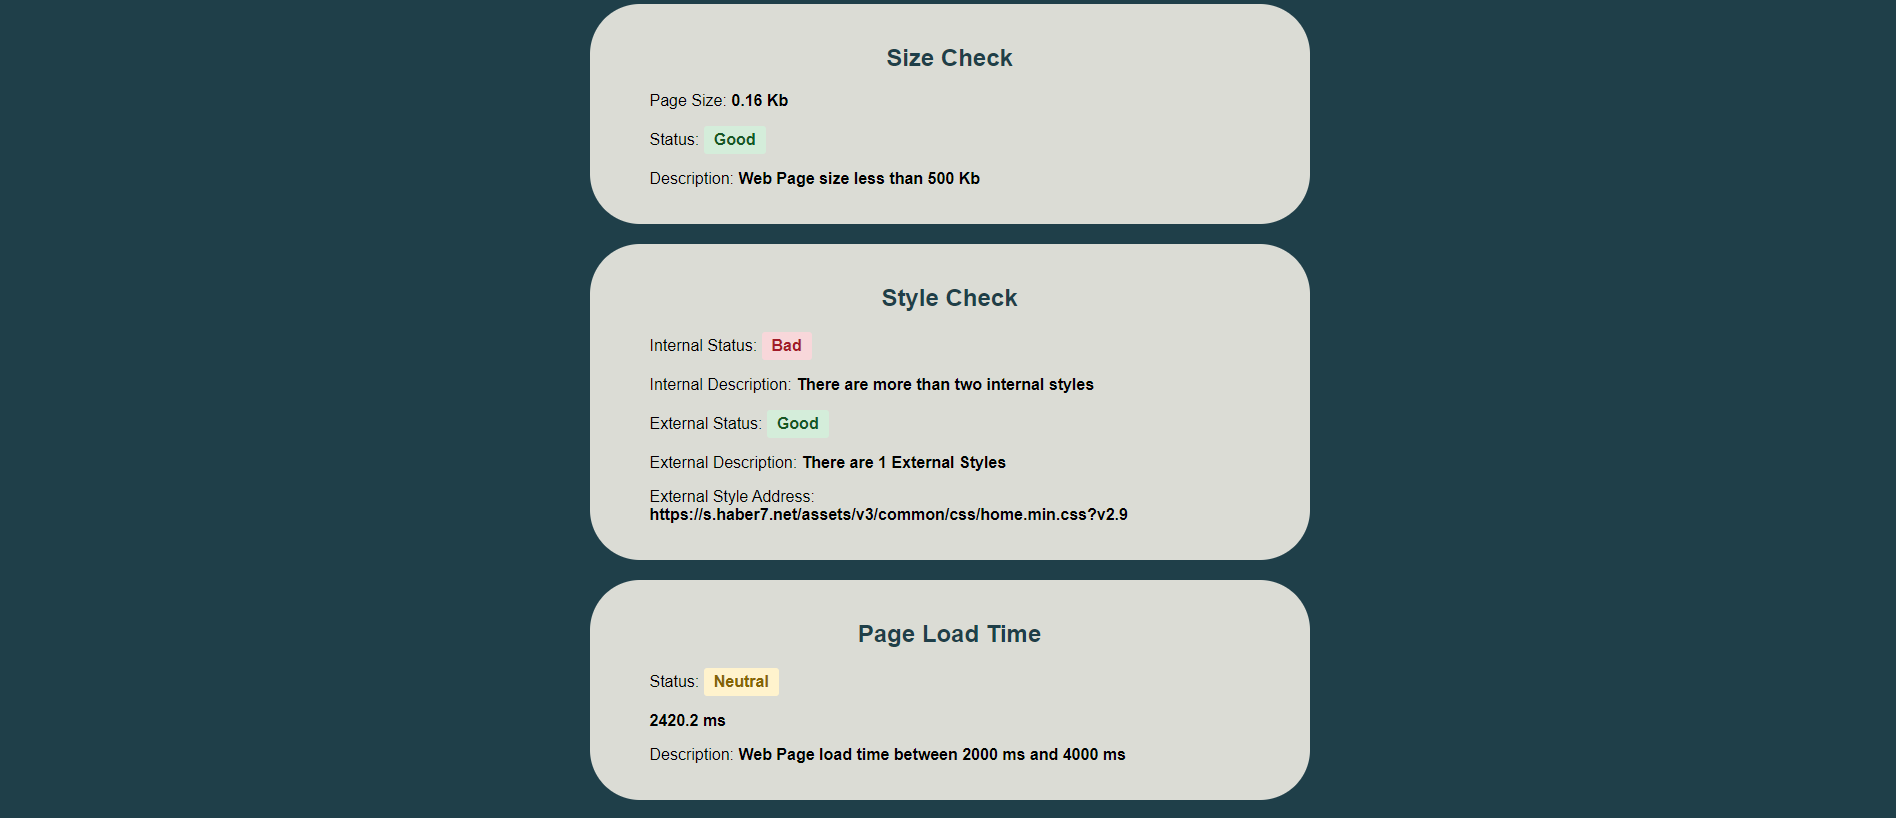 Size Check
Page Size: 0.16 Kb
Status: Good
Description: Web Page size less than 500 Kb
Style Check
Internal Status: Bad
Internal Description: There are more than two internal styles
External Status: Good
External Description: There are 1 External Styles
External Style Address:
https://s.haber7.net/assets/v3/common/css/home.min.css?v2.9
Page Load Time
Status: Neutral
2420.2 ms
Description: Web Page load time between 2000 ms and 4000 ms